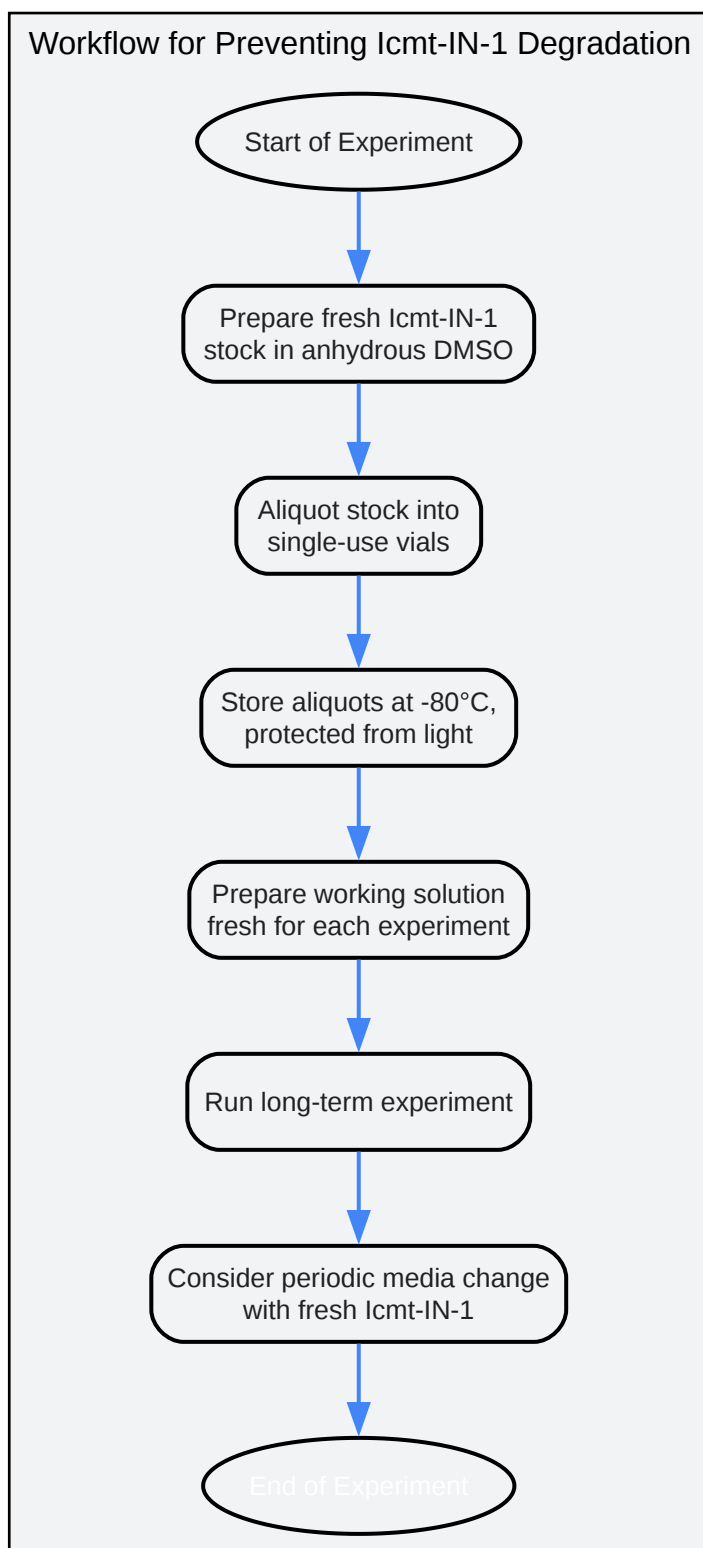 Workflow for Preventing Icmt-IN-1 Degradation
Start of Experiment
Prepare fresh Icmt-IN-1
stock in anhydrous DMSO
Aliquot stock into
single-use vials
Store aliquots at -80°C,
protected from light
Prepare working solution
fresh for each experiment
Run long-term experiment
Consider periodic media change
with fresh Icmt-IN-1
End of Experiment